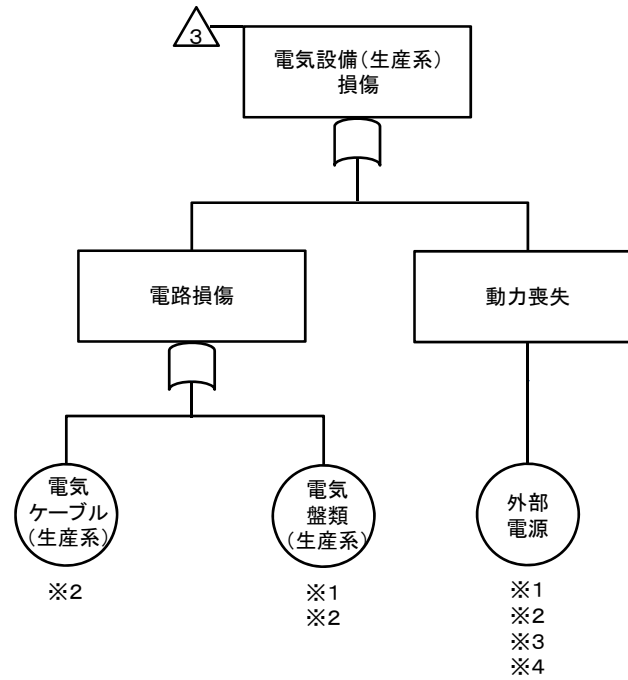 3
電気設備(生産系)
損傷
電路損傷
動力喪失
電気
ケーブル
(生産系)
※2
電気
盤類
(生産系)
※1
※2
外部
電源
※1
※2
※3
※4